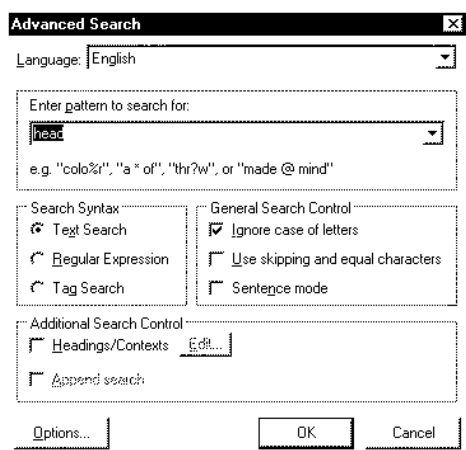 Advanced Search
Language: English
Enter pattern to search for:
head
e.g. "colo%r", "a * of", "thr?w", or "made @ mind"
Search Syntax
Text Search
Regular Expression
Tag Search
General Search Control
Ignore case of letters
Use skipping and equal characters
Sentence mode
Additional Search Control
Headings/Contexts Edit...
Append search
Options... OK Cancel